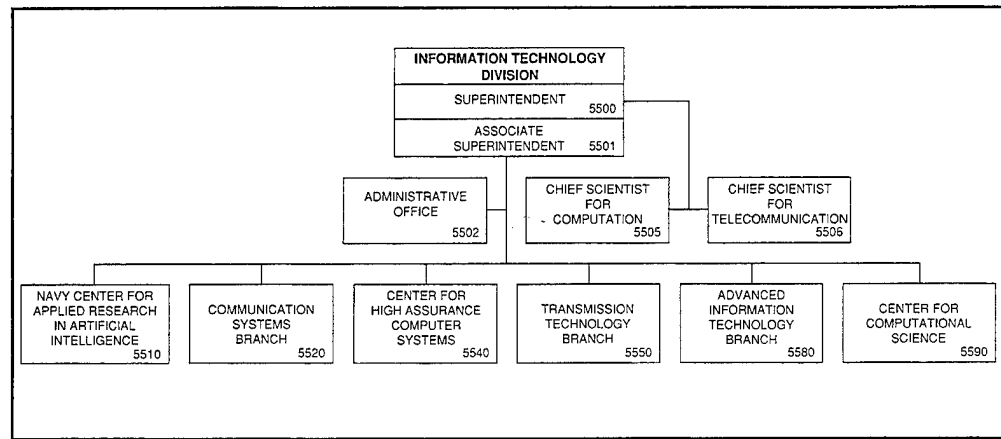 INFORMATION TECHNOLOGY
DIVISION
SUPERINTENDENT
5500
ASSOCIATE
SUPERINTENDENT
5501
ADMINISTRATIVE
OFFICE
5502
CHIEF SCIENTIST
FOR
COMPUTATION
5505
CHIEF SCIENTIST
FOR
TELECOMMUNICATION
5506
NAVY CENTER FOR
APPLIED RESEARCH
IN ARTIFICIAL
INTELLIGENCE
5510
COMMUNICATION
SYSTEMS
BRANCH
5520
CENTER FOR
HIGH ASSURANCE
COMPUTER
SYSTEMS
5540
TRANSMISSION
TECHNOLOGY
BRANCH
5550
ADVANCED
INFORMATION
TECHNOLOGY
BRANCH
5580
CENTER FOR
COMPUTATIONAL
SCIENCE
5590